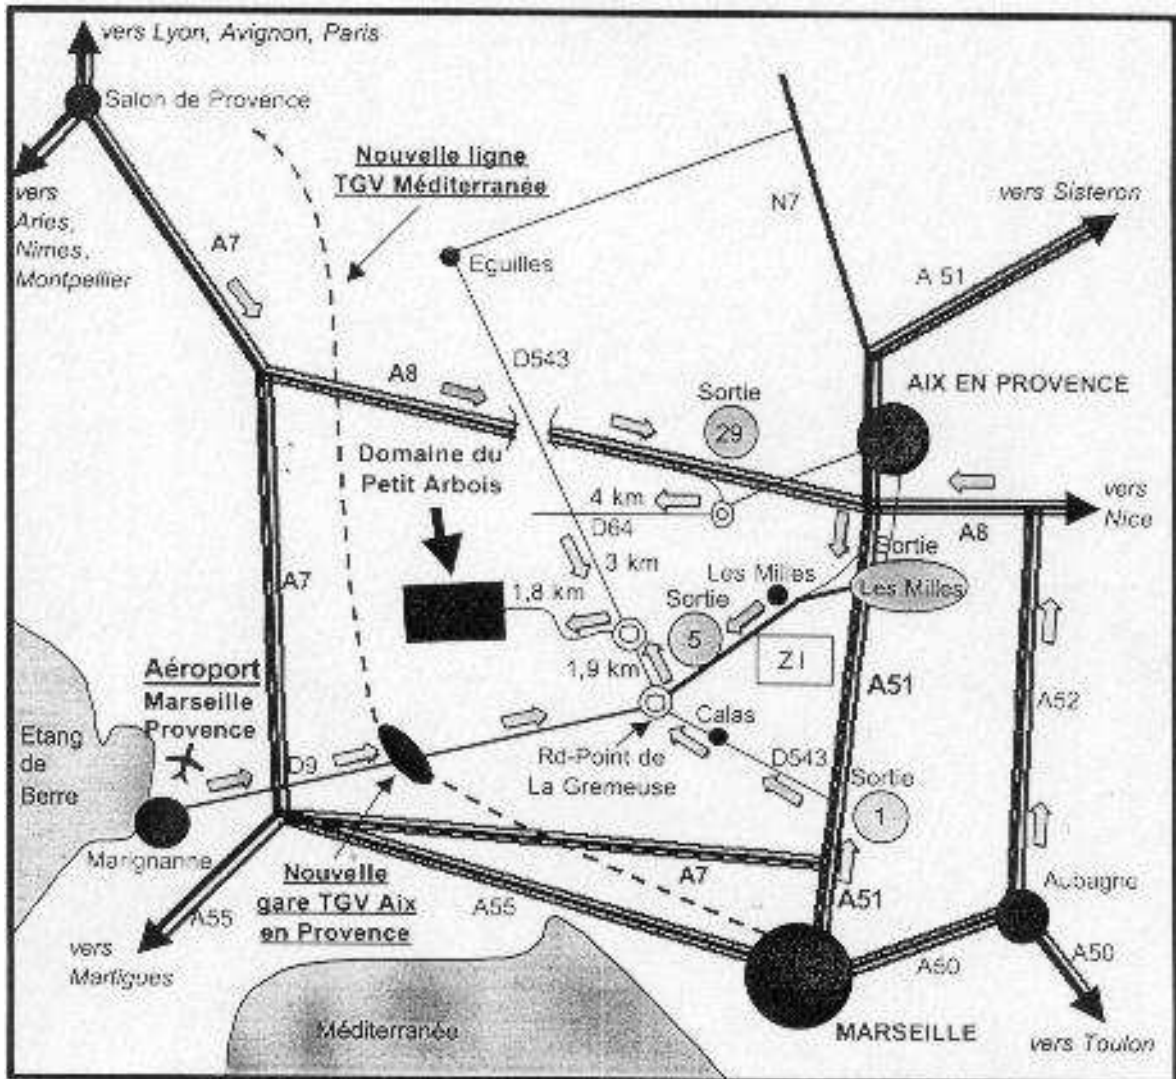 vers Lyon, Avignon, Paris
Salon de Provence
Nouvelle ligne
TGV Méditerranée
vers
Arles,
Nimes,
Montpellier
A7
N7
vers Sisteron
Eguilles
A 51
D543
A8
Sortie
29
AIX EN PROVENCE
Domaine du
Petit Arbois
4 km
D64
vers
Nice
A8
Sortie
Les Milles
3 km
Les Milles
A7
1,8 km
Sortie
5
ZI
1,9 km
A51
A52
Aéroport
Marseille
Provence
Etang
de
Berre
D9
Calas
Rd-Point de
La Gremeuse
D543
Sortie
1
Marignanne
A7
A51
Aubagne
Nouvelle
gare TGV Aix
en Provence
A55
A55
vers
Martigues
A50
A50
Méditerranée
MARSEILLE
vers Toulon